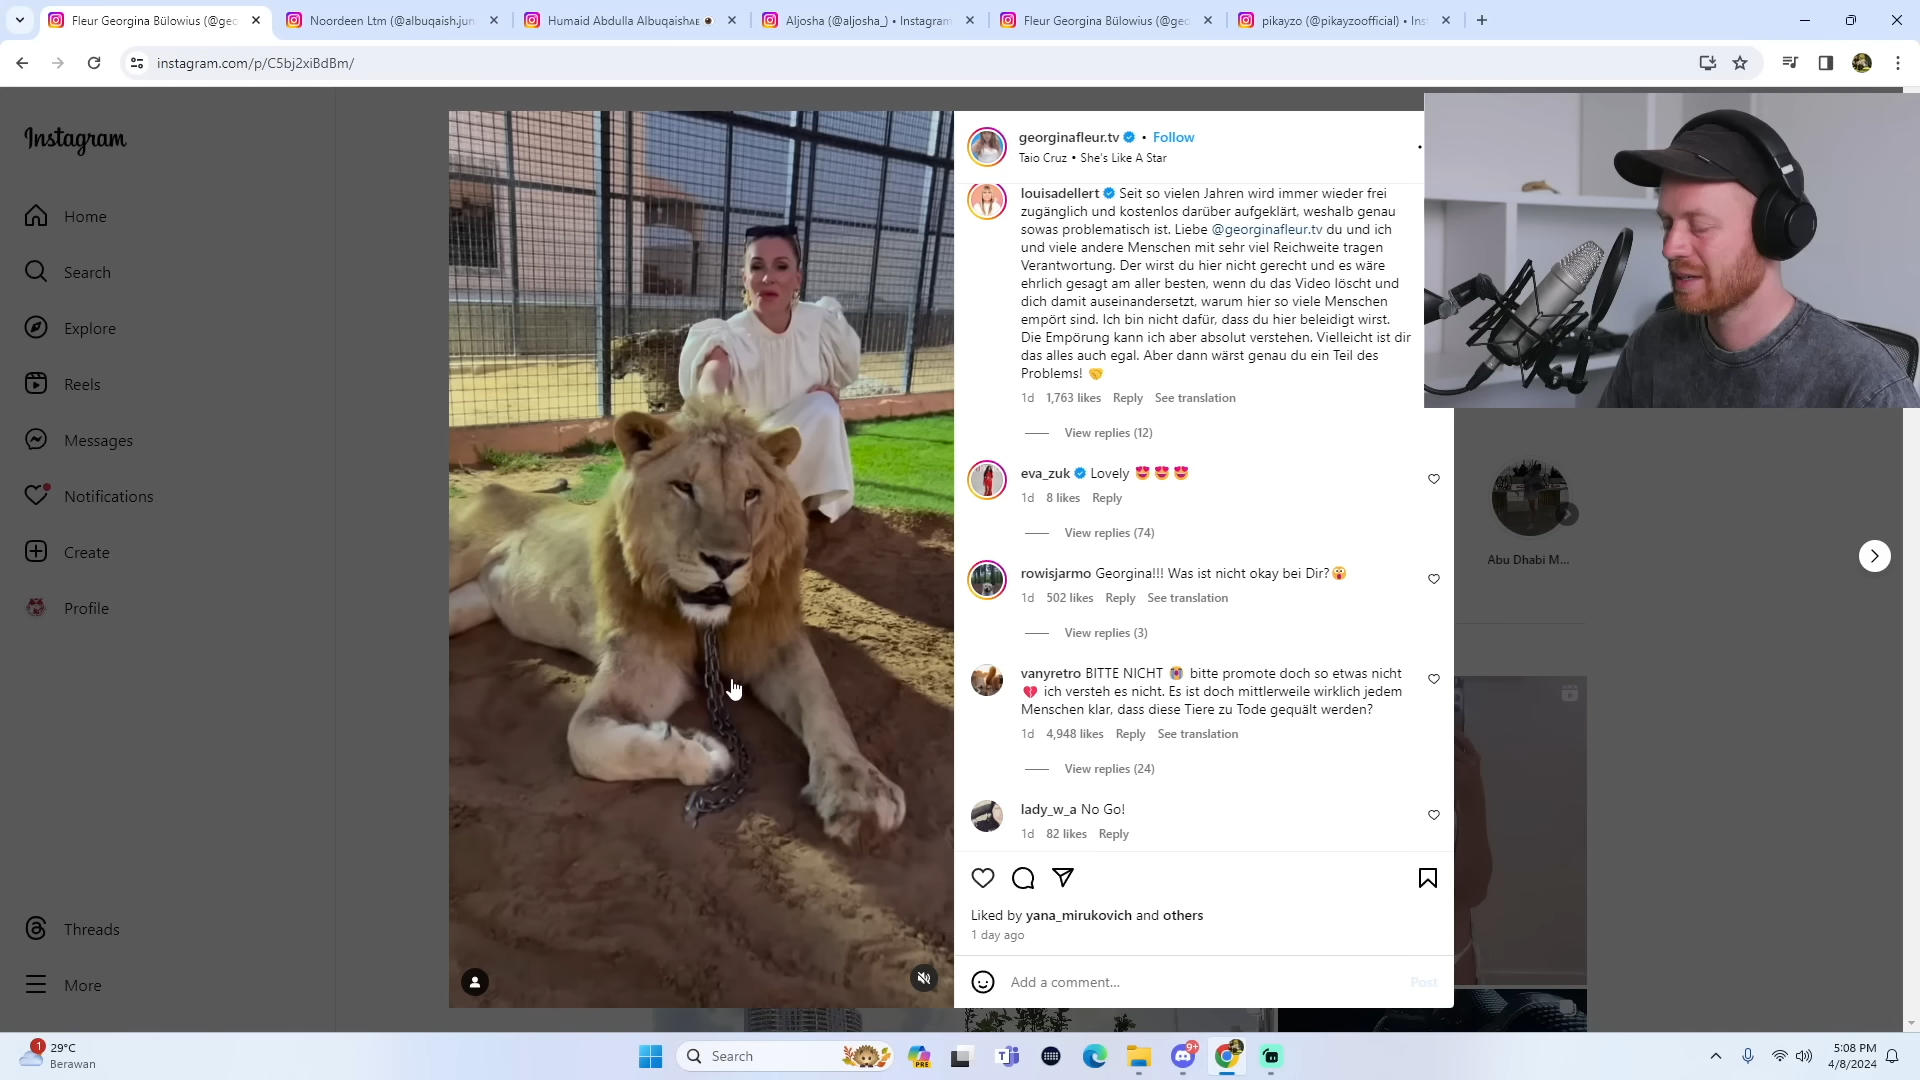 Fleur Georgina Bülowius (@geo
Noordeen Ltm (@albuqaish.jun
Humaid Abdulla Albuqaish
Aljosha (@aljosha_) • Instagram
Fleur Georgina Bülowius (@geo
pikayzo (@pikayzoofficial) • Ins
instagram.com/p/C5bj2xiBdBm/
Instagram
Home
Search
Explore
Reels
Messages
Notifications
Create
Profile
Threads
More
georginafleur.tv • Follow
Taio Cruz • She's Like A Star
louisadellert Seit so vielen Jahren wird immer wieder frei
zugänglich und kostenlos darüber aufgeklärt, weshalb genau
sowas problematisch ist. Liebe @georginafleur.tv du und ich
und viele andere Menschen mit sehr viel Reichweite tragen
Verantwortung. Der wirst du hier nicht gerecht und es wäre
ehrlich gesagt am aller besten, wenn du das Video löscht und
dich damit auseinandersetzt, warum hier so viele Menschen
empört sind. Ich bin nicht dafür, dass du hier beleidigt wirst.
Die Empörung kann ich aber absolut verstehen. Vielleicht ist dir
das alles auch egal. Aber dann wärst genau du ein Teil des
Problems! 🤝
1d 1,763 likes Reply See translation
View replies (12)
eva_zuk Lovely 😍 😍 😍
1d 8 likes Reply
View replies (74)
rowisjarmo Georgina!!! Was ist nicht okay bei Dir?😱
1d 502 likes Reply See translation
View replies (3)
vanyretro BITTE NICHT 😭 bitte promote doch so etwas nicht
💔 ich versteh es nicht. Es ist doch mittlerweile wirklich jedem
Menschen klar, dass diese Tiere zu Tode gequält werden?
1d 4,948 likes Reply See translation
View replies (24)
lady_w_a No Go!
1d 82 likes Reply
Liked by yana_mirukovich and others
1 day ago
Add a comment...
Post
Abu Dhabi M...
1
29°C
Berawan
Search
PRE
9+
5:08 PM
4/8/2024